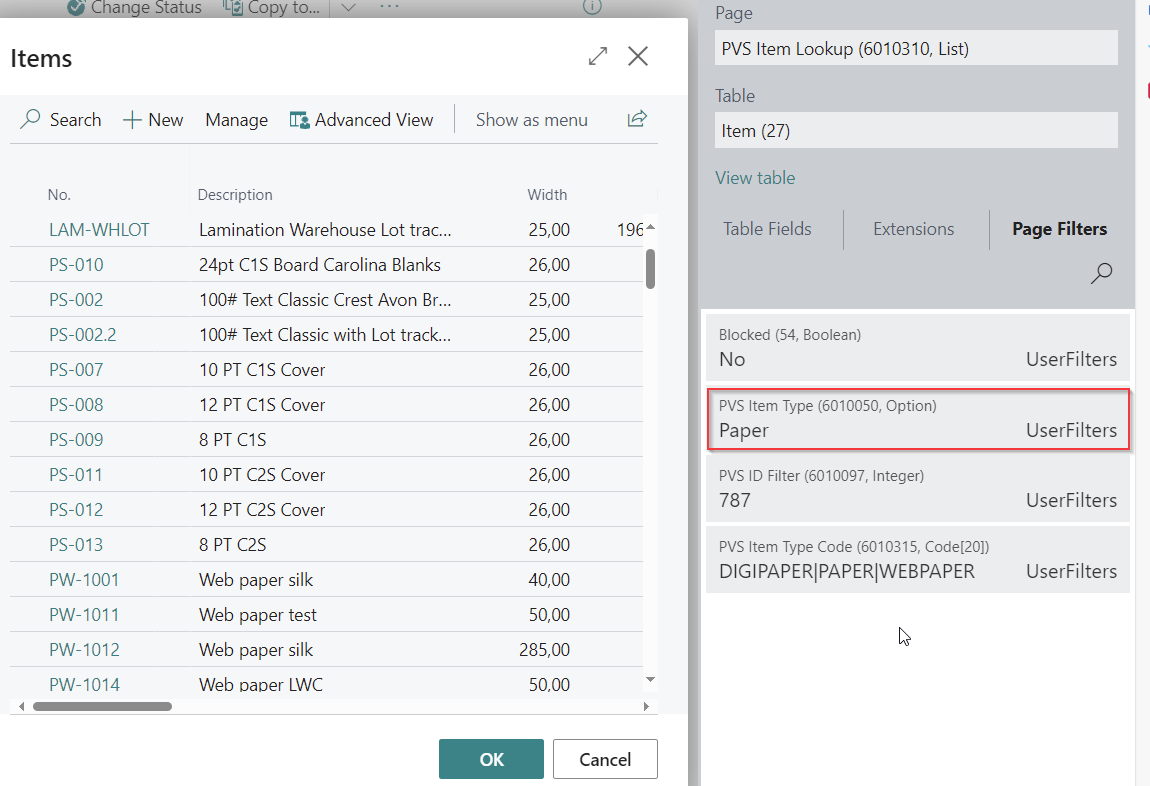 Change Status Copy to... ...
Items
Search New Manage Advanced View Show as menu
No. Description Width
LAM-WHLOT Lamination Warehouse Lot trac... 25,00 196
PS-010 24pt C1S Board Carolina Blanks 26,00
PS-002 100# Text Classic Crest Avon Br... 25,00
PS-002.2 100# Text Classic with Lot track... 25,00
PS-007 10 PT C1S Cover 26,00
PS-008 12 PT C1S Cover 26,00
PS-009 8 PT C1S 26,00
PS-011 10 PT C2S Cover 26,00
PS-012 12 PT C2S Cover 26,00
PS-013 8 PT C2S 26,00
PW-1001 Web paper silk 40,00
PW-1011 Web paper test 50,00
PW-1012 Web paper silk 285,00
PW-1014 Web paper LWC 50,00
OK Cancel
Page
PVS Item Lookup (6010310, List)
Table
Item (27)
View table
Table Fields Extensions Page Filters
Blocked (54, Boolean)
No UserFilters
PVS Item Type (6010050, Option)
Paper UserFilters
PVS ID Filter (6010097, Integer)
787 UserFilters
PVS Item Type Code (6010315, Code[20])
DIGIPAPER|PAPER|WEBPAPER UserFilters